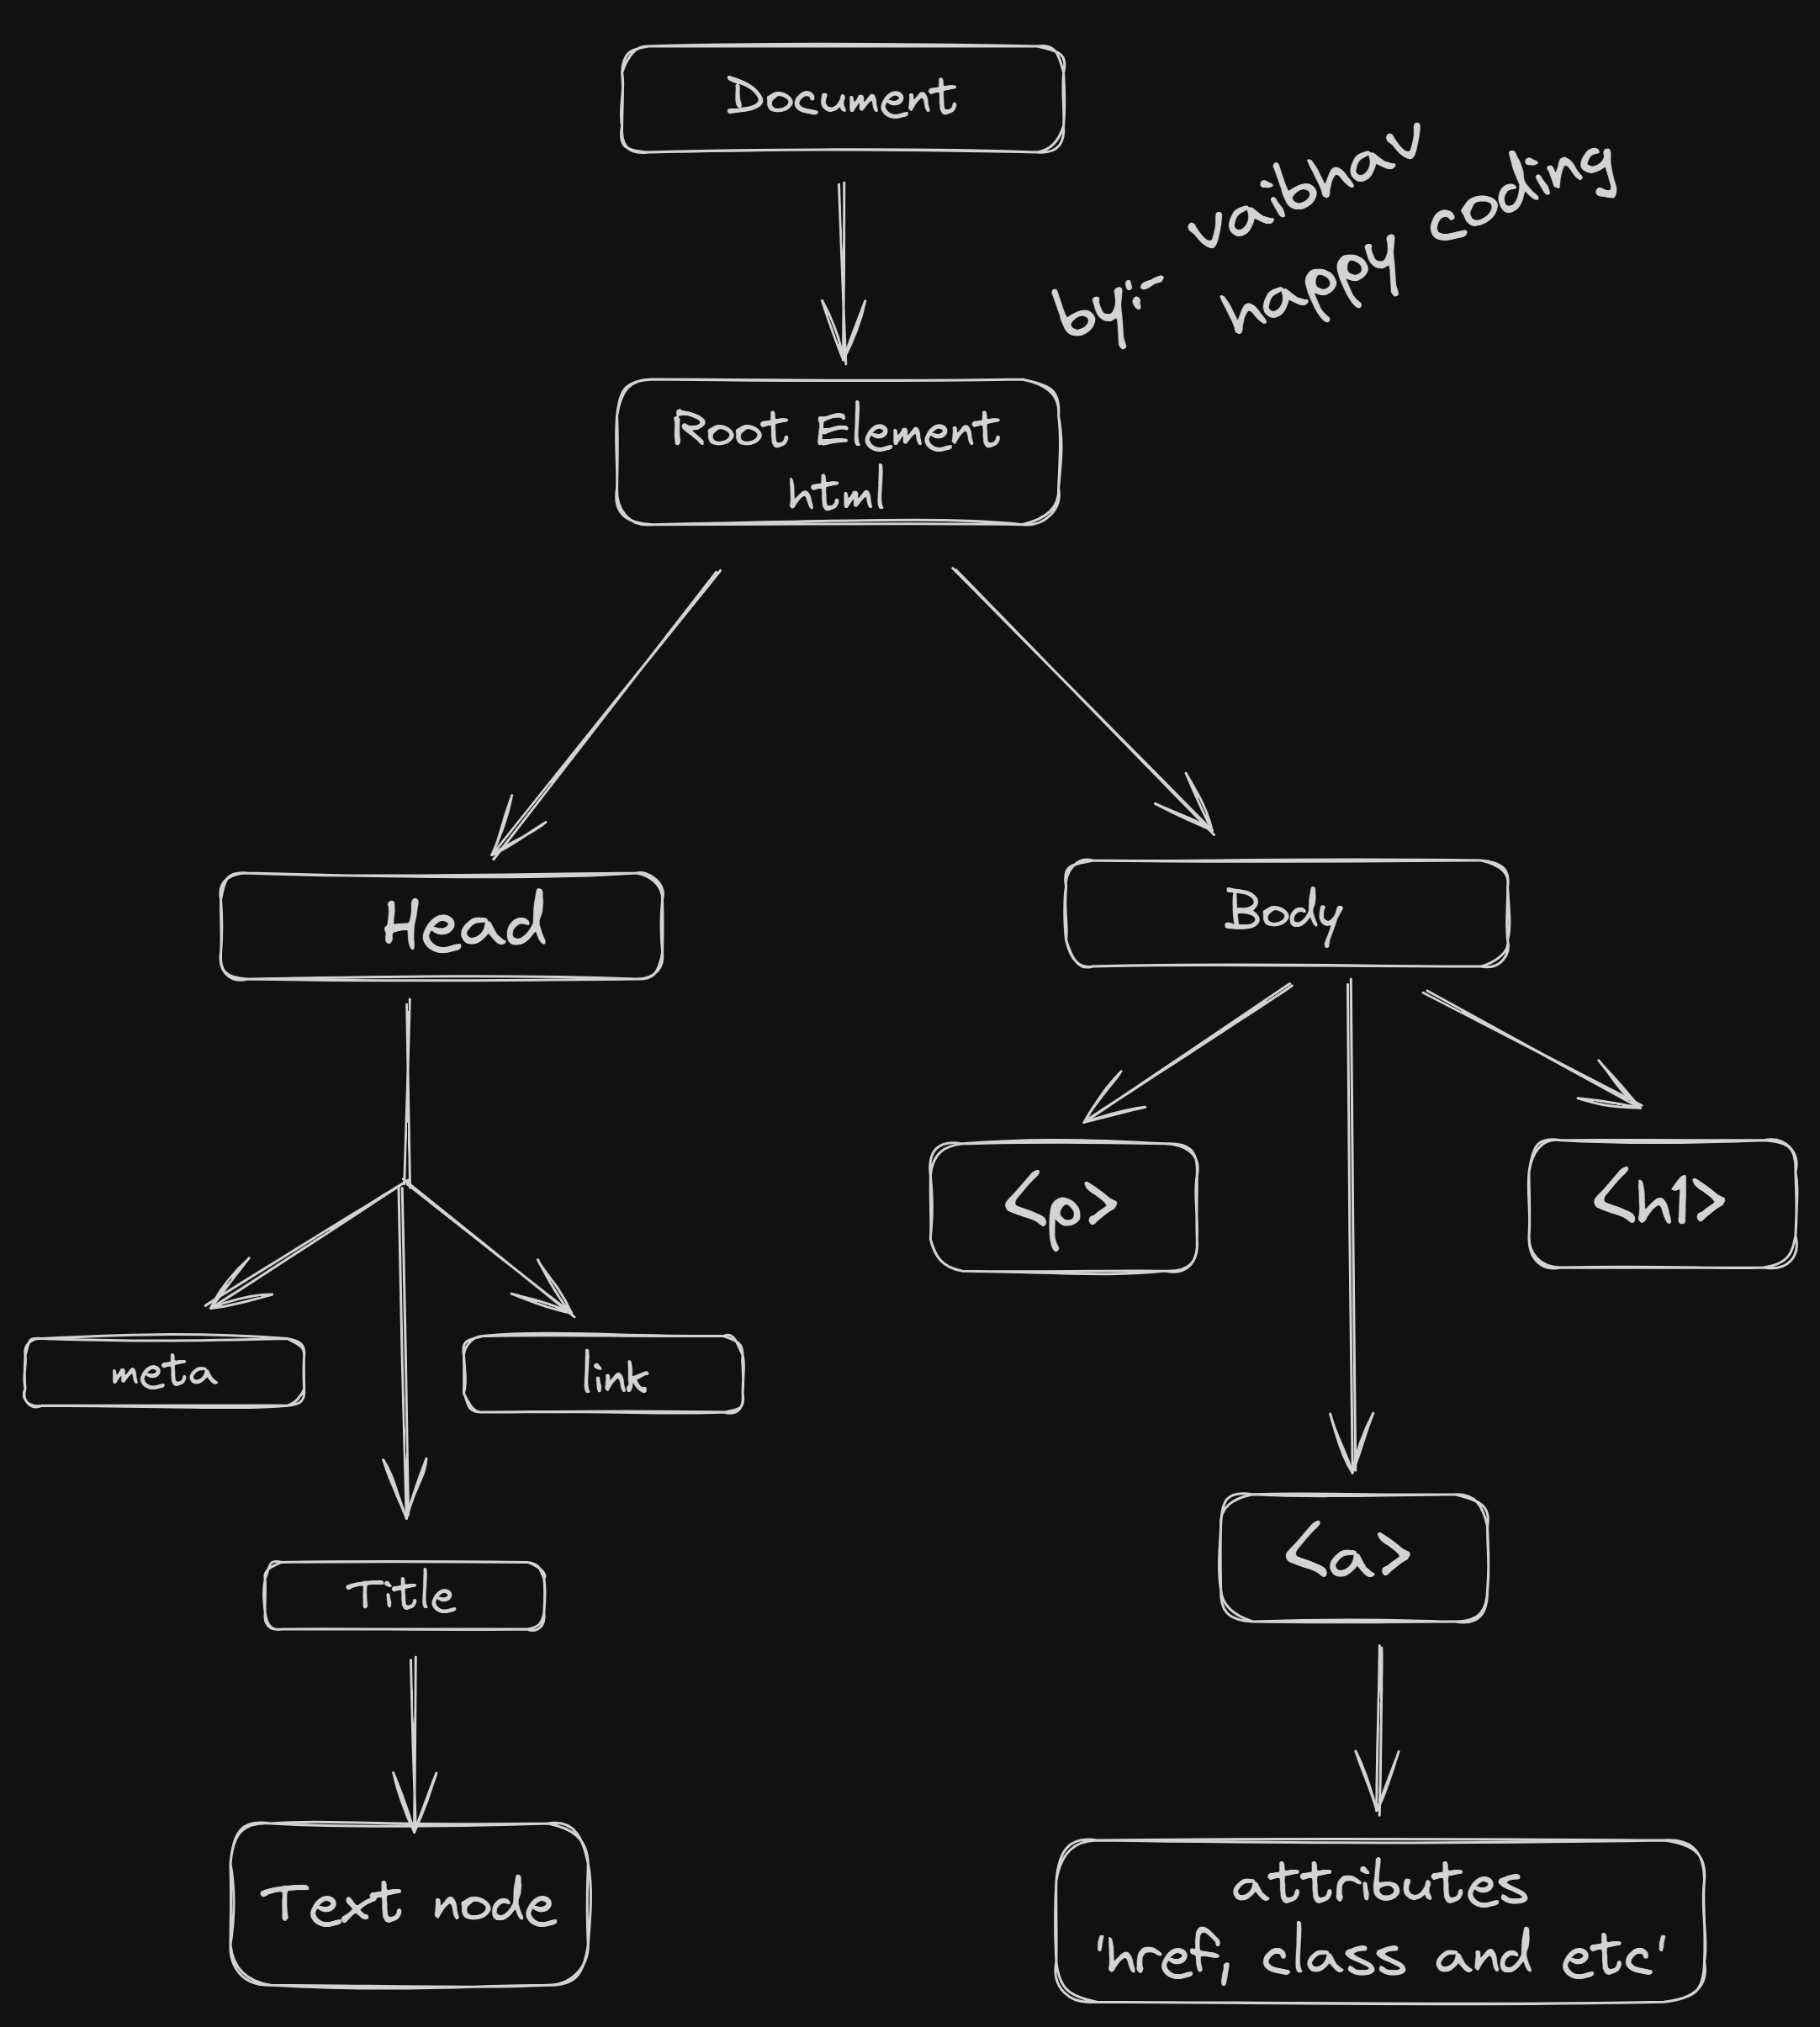 Document
by:- vaibhav
happy coding
Root Element
html
Head
Body
<p>
<h1>
meta
link
<a>
Title
Text node
attributes
'href, class and etc'